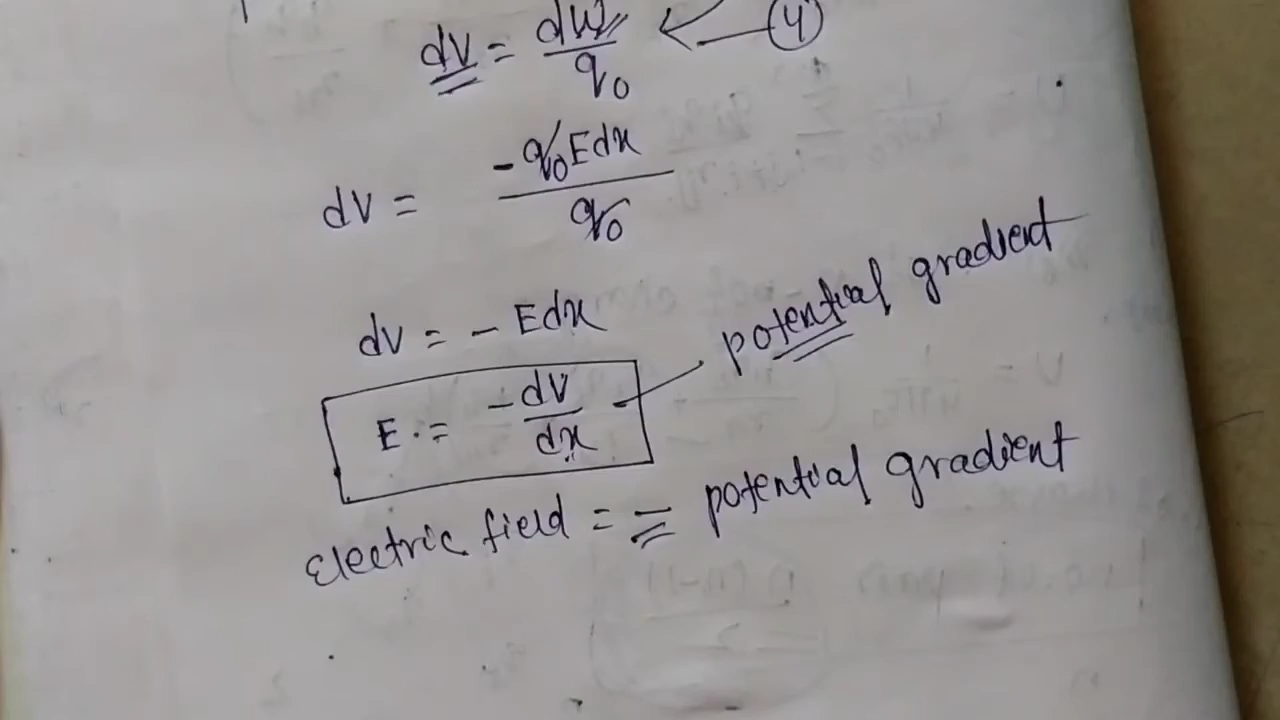 dV = dW/q₀ ← ④
dV = -q₀Edx/q₀
dV = - Edx
E = -dV/dx — potential gradient
Electric field = - potential gradient